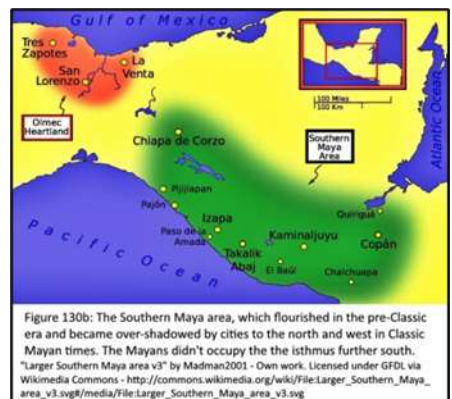 Gulf of Mexico
Tres
Zapotes
La
Venta
San
Lorenzo
Olmec
Heartland
100 Miles
100 Km
Atlantic Ocean
Chiapa de Corzo
Southern
Maya
Area
Pijijiapan
Pajón
Paso de la
Amada
Izapa
Takalik
Abaj
Kaminaljuyu
El Baúl
Quiriguá
Copán
Chalchuapa
Pacific Ocean
Figure 130b: The Southern Maya area, which flourished in the pre-Classic
era and became over-shadowed by cities to the north and west in Classic
Mayan times. The Mayans didn't occupy the the isthmus further south.
"Larger Southern Maya area v3" by Madman2001 - Own work. Licensed under GFDL via
Wikimedia Commons - http://commons.wikimedia.org/wiki/File:Larger_Southern_Maya_
area_v3.svg#/media/File:Larger_Southern_Maya_area_v3.svg